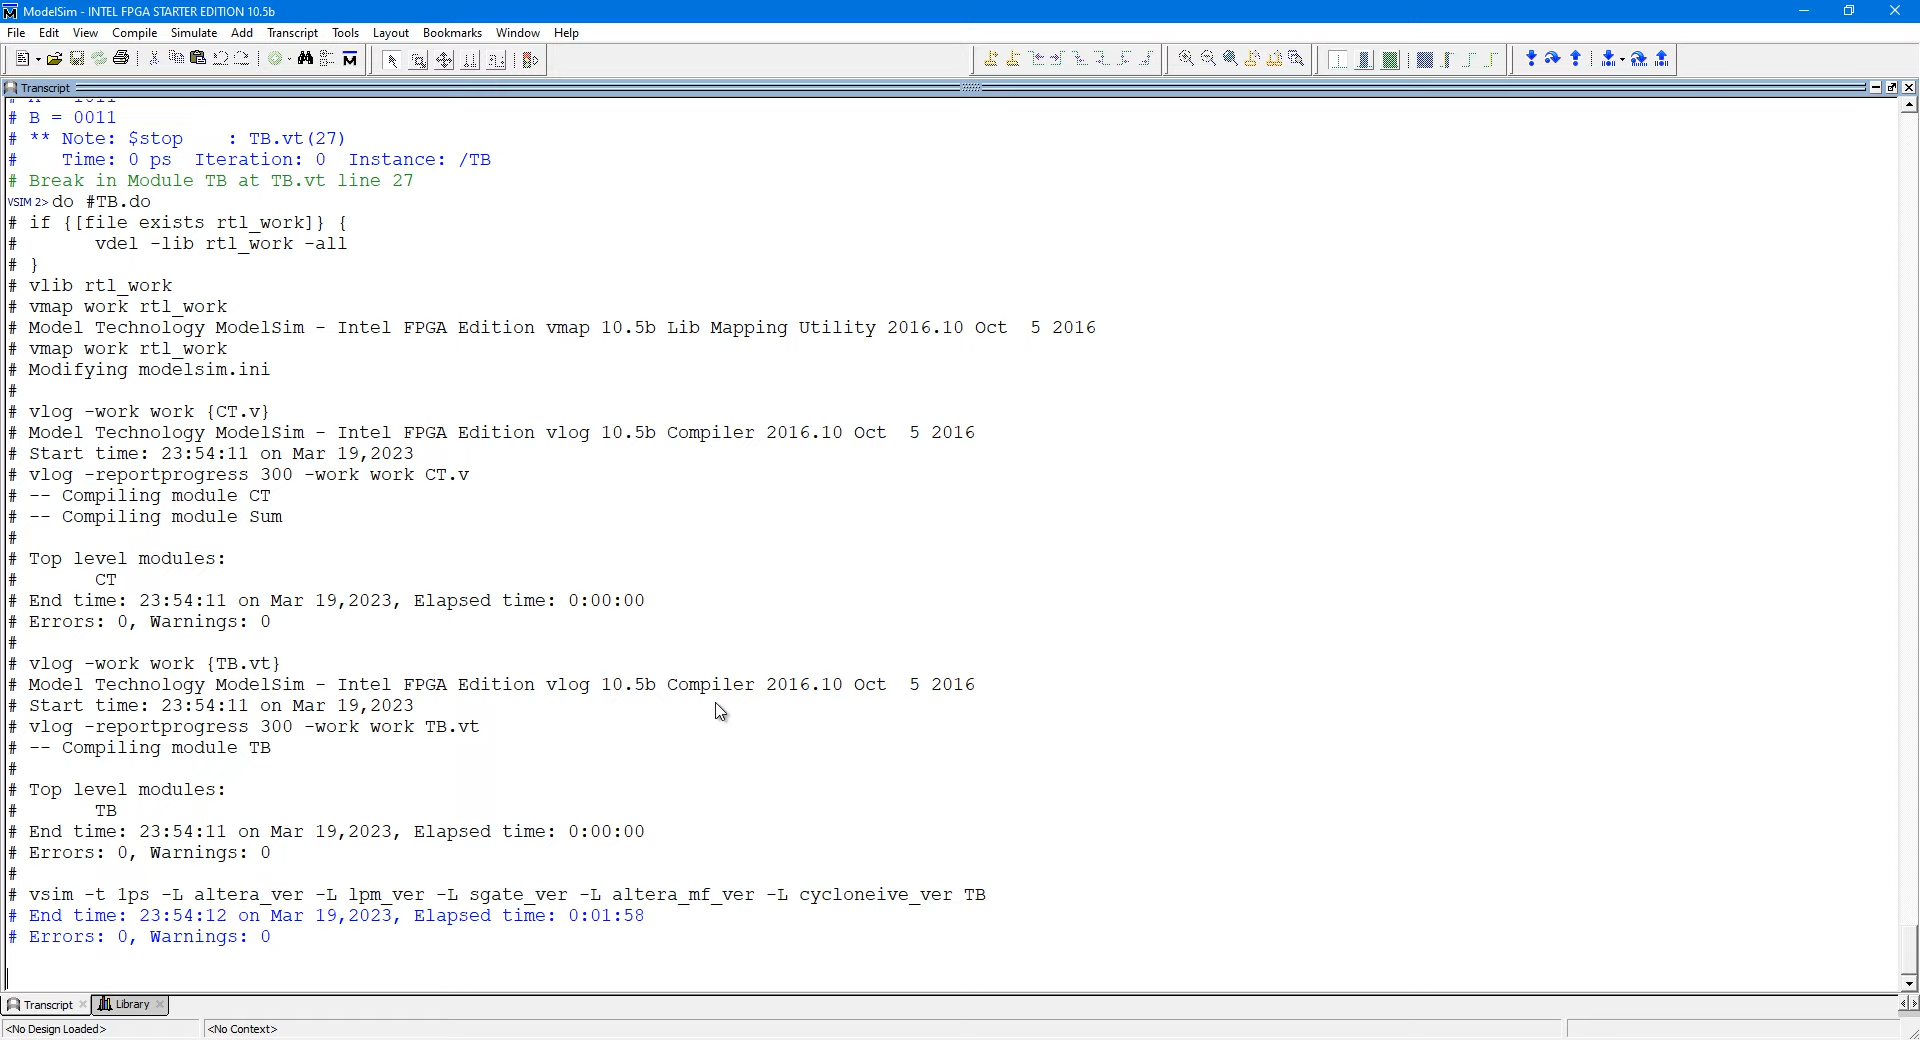 ModelSim - INTEL FPGA STARTER EDITION 10.5b
File Edit View Compile Simulate Add Transcript Tools Layout Bookmarks Window Help
Transcript
# B = 0011
# ** Note: $stop    : TB.vt(27)
#    Time: 0 ps  Iteration: 0  Instance: /TB
# Break in Module TB at TB.vt line 27
VSIM 2> do #TB.do
# if {[file exists rtl_work]} {
#       vdel -lib rtl_work -all
# }
# vlib rtl_work
# vmap work rtl_work
# Model Technology ModelSim - Intel FPGA Edition vmap 10.5b Lib Mapping Utility 2016.10 Oct  5 2016
# vmap work rtl_work
# Modifying modelsim.ini
#
# vlog -work work {CT.v}
# Model Technology ModelSim - Intel FPGA Edition vlog 10.5b Compiler 2016.10 Oct  5 2016
# Start time: 23:54:11 on Mar 19,2023
# vlog -reportprogress 300 -work work CT.v
# -- Compiling module CT
# -- Compiling module Sum
#
# Top level modules:
#       CT
# End time: 23:54:11 on Mar 19,2023, Elapsed time: 0:00:00
# Errors: 0, Warnings: 0
#
# vlog -work work {TB.vt}
# Model Technology ModelSim - Intel FPGA Edition vlog 10.5b Compiler 2016.10 Oct  5 2016
# Start time: 23:54:11 on Mar 19,2023
# vlog -reportprogress 300 -work work TB.vt
# -- Compiling module TB
#
# Top level modules:
#       TB
# End time: 23:54:11 on Mar 19,2023, Elapsed time: 0:00:00
# Errors: 0, Warnings: 0
#
# vsim -t 1ps -L altera_ver -L lpm_ver -L sgate_ver -L altera_mf_ver -L cycloneive_ver TB
# End time: 23:54:12 on Mar 19,2023, Elapsed time: 0:01:58
# Errors: 0, Warnings: 0
Transcript Library
<No Design Loaded> <No Context>